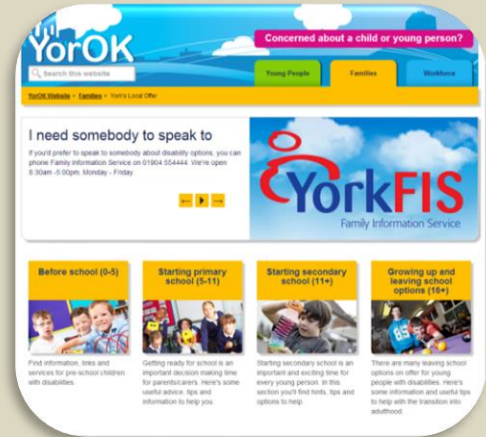 YorOK
Concerned about a child or young person?
Search this website
Young People
Families
Workforce
YorOK Website > Families > York's Local Offer
I need somebody to speak to
If you'd prefer to speak to somebody about disability options, you can
phone Family Information Service on 01904 554444. We're open
8.30am -5.00pm, Monday - Friday
YorkFIS
Family Information Service
Before school (0-5)
Find information, links and
services for pre-school children
with disabilities.
Starting primary
school (5-11)
Getting ready for school is an
important decision making time
for parents/carers. Here's some
useful advice, tips and
information to help you.
Starting secondary
school (11+)
Starting secondary school is an
important and exciting time for
every young person. In this
section you'll find hints, tips and
options to help.
Growing up and
leaving school
options (16+)
There are many leaving school
options on offer for young
people with disabilities. Here's
some information and useful tips
to help with the transition into
adulthood.